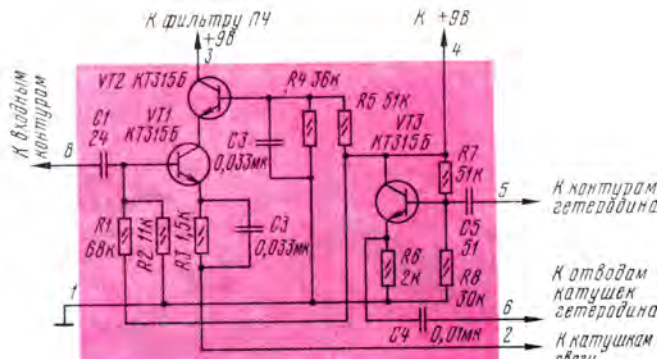 К фильтру ПЧ
+9В
3
К +9В
4
VT2 КТ315Б
R4 36к
R5 51к
VT1
КТ315Б
VT3
КТ315Б
К входным
контурам
8
C1
24
C3
0,033мк
R7
51к
5
К контурам
гетеродина
C5
51
R1
68к
R2 11к
R3 1,5к
C3
0,033мк
R6
2к
R8
30к
1
К отводам
катушек
гетеродина
6
C4
0,01мк
2
К катушкам
связи